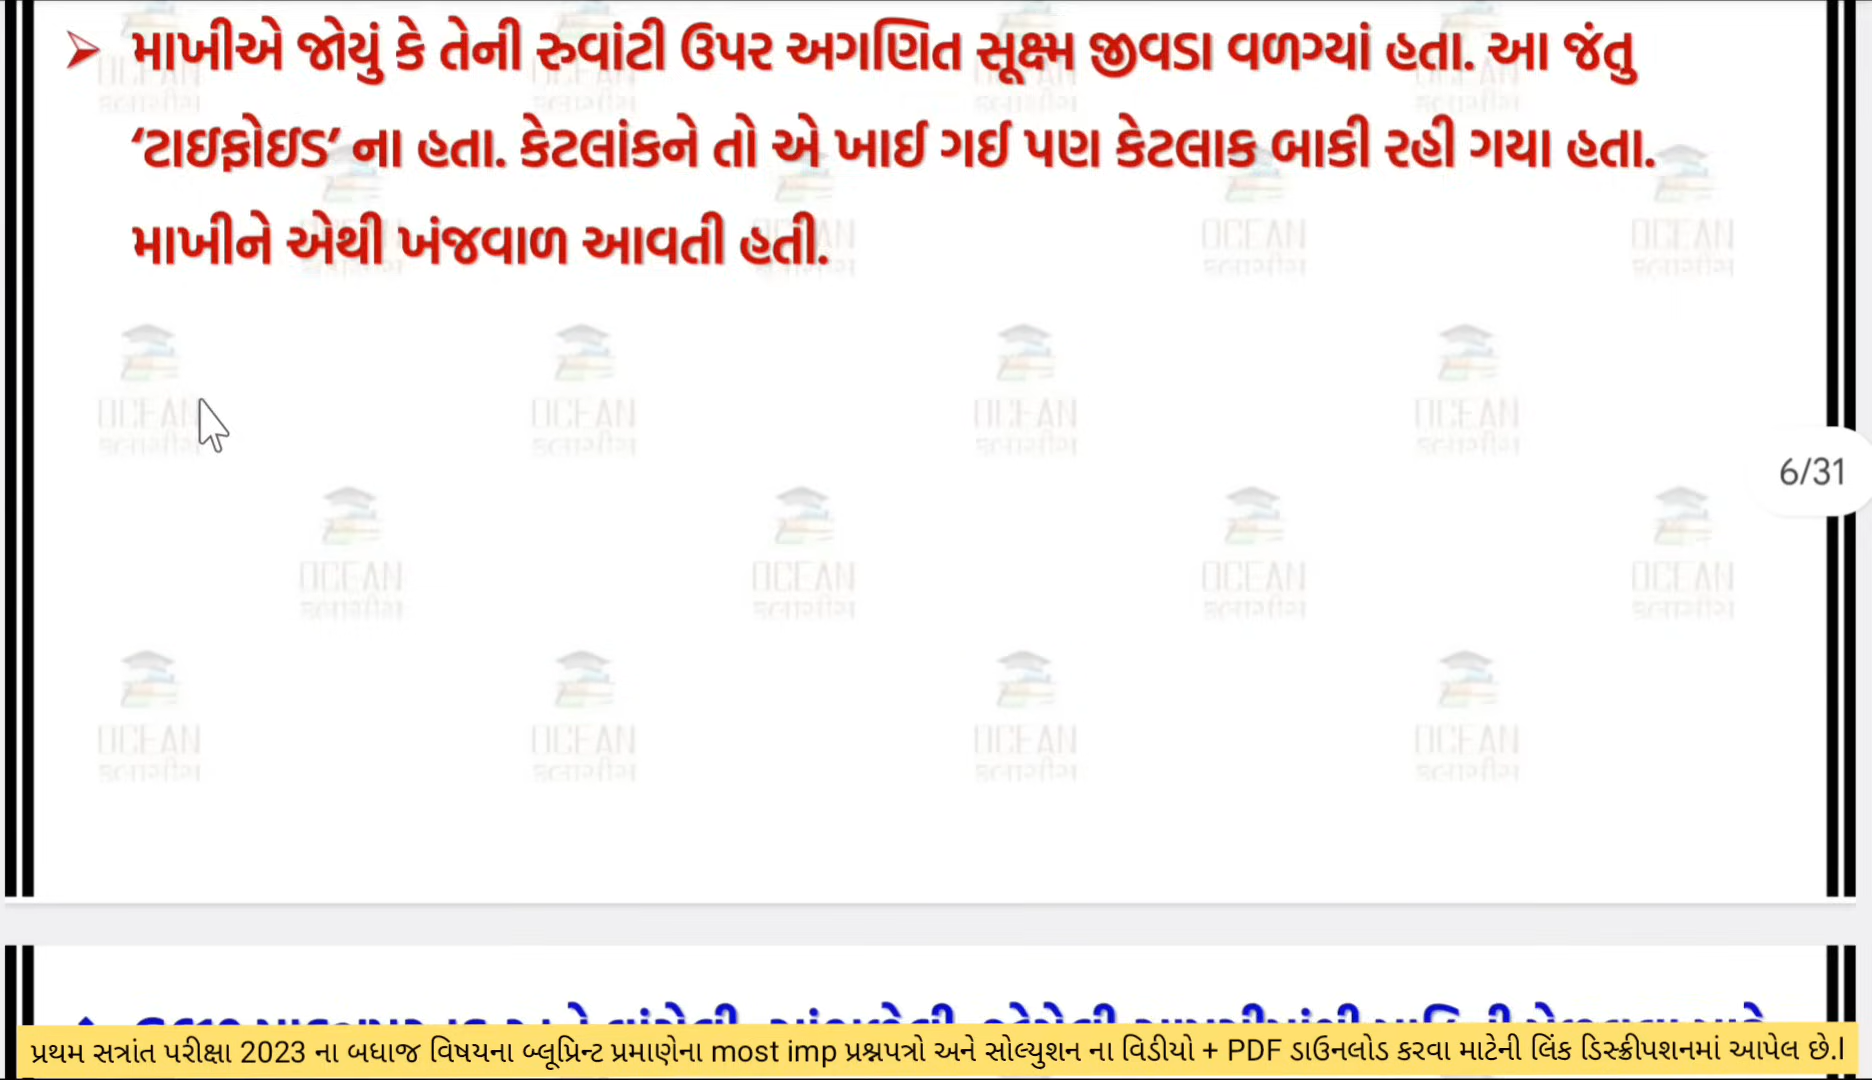 ➢ માખીએ જોયું કે તેની રુવાંટી ઉપર અગણિત સૂક્ષ્મ જીવડા વળગ્યાં હતા. આ જંતુ
‘ટાઇફોઇડ’ ના હતા. કેટલાંકને તો એ ખાઈ ગઈ પણ કેટલાક બાકી રહી ગયા હતા.
માખીને એથી ખંજવાળ આવતી હતી.
OCEAN
કલાસીસ
6/31
પ્રથમ સત્રાંત પરીક્ષા 2023 ના બધાજ વિષયના બ્લૂપ્રિન્ટ પ્રમાણેના most imp પ્રશ્નપત્રો અને સોલ્યુશન ના વિડીયો + PDF ડાઉનલોડ કરવા માટેની લિંક ડિસ્ક્રીપશનમાં આપેલ છે.l